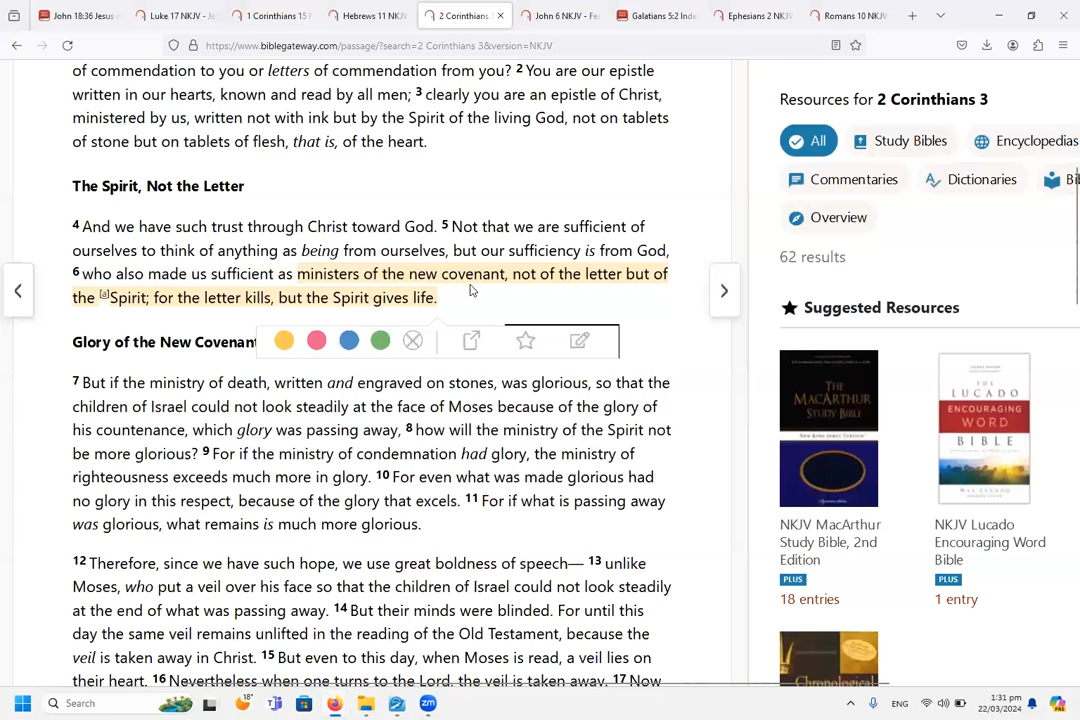 John 18:36 Jesus
Luke 17 NKJV - Je
1 Corinthians 15 F
Hebrews 11 NKJV
2 Corinthians
John 6 NKJV - Fee
Galatians 5:2 Inde
Ephesians 2 NKJV
Romans 10 NKJV
https://www.biblegateway.com/passage/?search=2 Corinthians 3&version=NKJV
of commendation to you or letters of commendation from you? 2 You are our epistle
written in our hearts, known and read by all men; 3 clearly you are an epistle of Christ,
ministered by us, written not with ink but by the Spirit of the living God, not on tablets
of stone but on tablets of flesh, that is, of the heart.
The Spirit, Not the Letter
4 And we have such trust through Christ toward God. 5 Not that we are sufficient of
ourselves to think of anything as being from ourselves, but our sufficiency is from God,
6 who also made us sufficient as ministers of the new covenant, not of the letter but of
the [a]Spirit; for the letter kills, but the Spirit gives life.
Glory of the New Covenant
7 But if the ministry of death, written and engraved on stones, was glorious, so that the
children of Israel could not look steadily at the face of Moses because of the glory of
his countenance, which glory was passing away, 8 how will the ministry of the Spirit not
be more glorious? 9 For if the ministry of condemnation had glory, the ministry of
righteousness exceeds much more in glory. 10 For even what was made glorious had
no glory in this respect, because of the glory that excels. 11 For if what is passing away
was glorious, what remains is much more glorious.
12 Therefore, since we have such hope, we use great boldness of speech— 13 unlike
Moses, who put a veil over his face so that the children of Israel could not look steadily
at the end of what was passing away. 14 But their minds were blinded. For until this
day the same veil remains unlifted in the reading of the Old Testament, because the
veil is taken away in Christ. 15 But even to this day, when Moses is read, a veil lies on
their heart. 16 Nevertheless when one turns to the Lord, the veil is taken away. 17 Now
Resources for 2 Corinthians 3
All
Study Bibles
Encyclopedias
Commentaries
Dictionaries
Bi
Overview
62 results
Suggested Resources
THE
MACARTHUR
STUDY BIBLE
THE
LUCADO
ENCOURAGING
WORD
BIBLE
NKJV MacArthur
Study Bible, 2nd
Edition
PLUS
18 entries
NKJV Lucado
Encouraging Word
Bible
PLUS
1 entry
Chronological
Search
18°
ENG
1:31 pm
22/03/2024